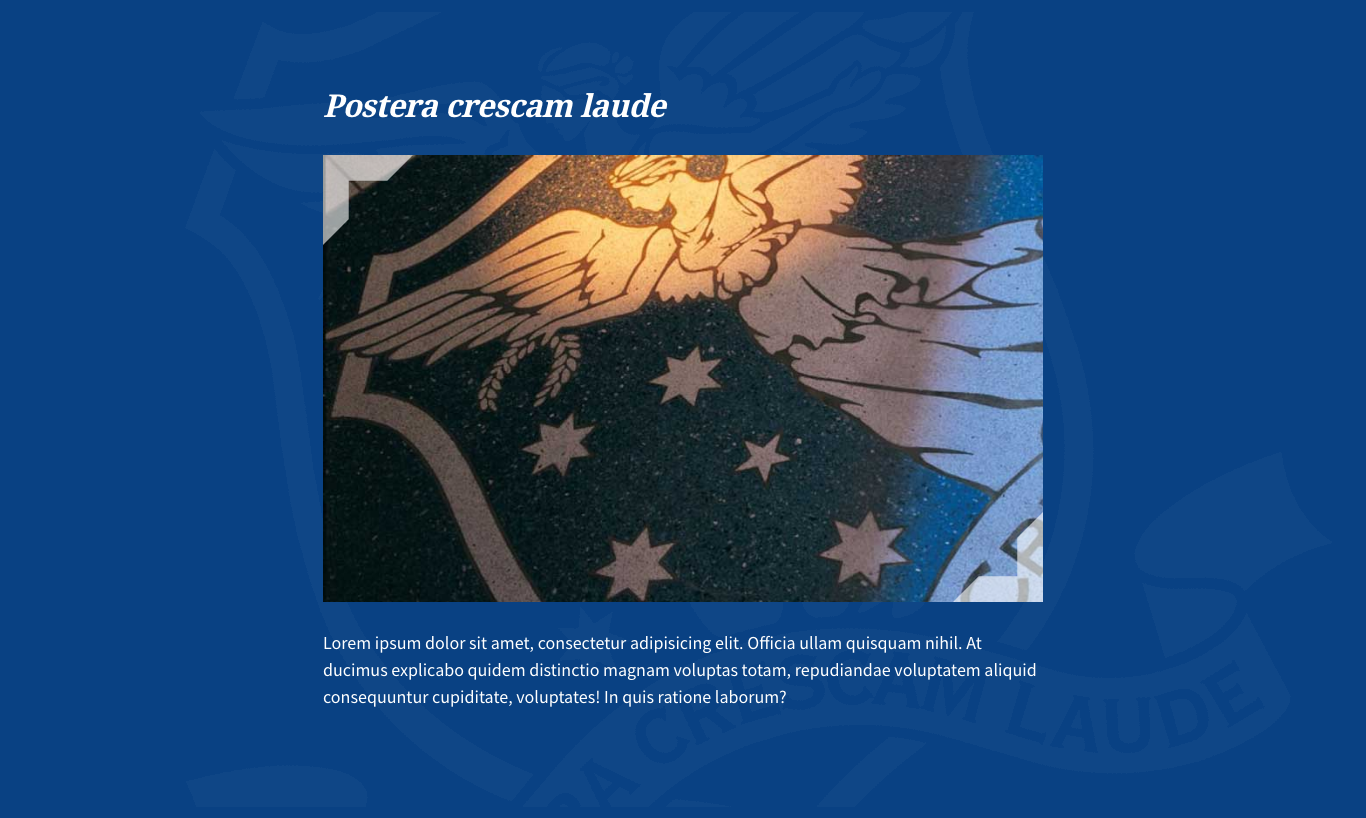 Postera crescam laude
Lorem ipsum dolor sit amet, consectetur adipisicing elit. Officia ullam quisquam nihil. At
ducimus explicabo quidem distinctio magnam voluptas totam, repudiandae voluptatem aliquid
consequuntur cupiditate, voluptates! In quis ratione laborum?
CRESCAM LAUDE